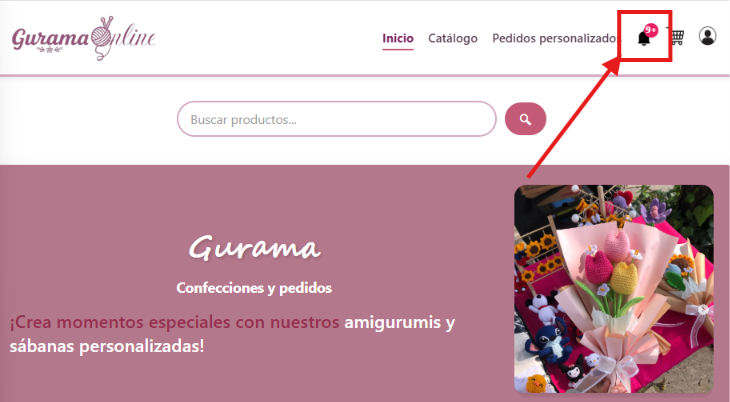 Gurama Online
Inicio Catálogo Pedidos personalizados 9+
Buscar productos...
Gurama
Confecciones y pedidos
¡Crea momentos especiales con nuestros amigurumis y
sábanas personalizadas!